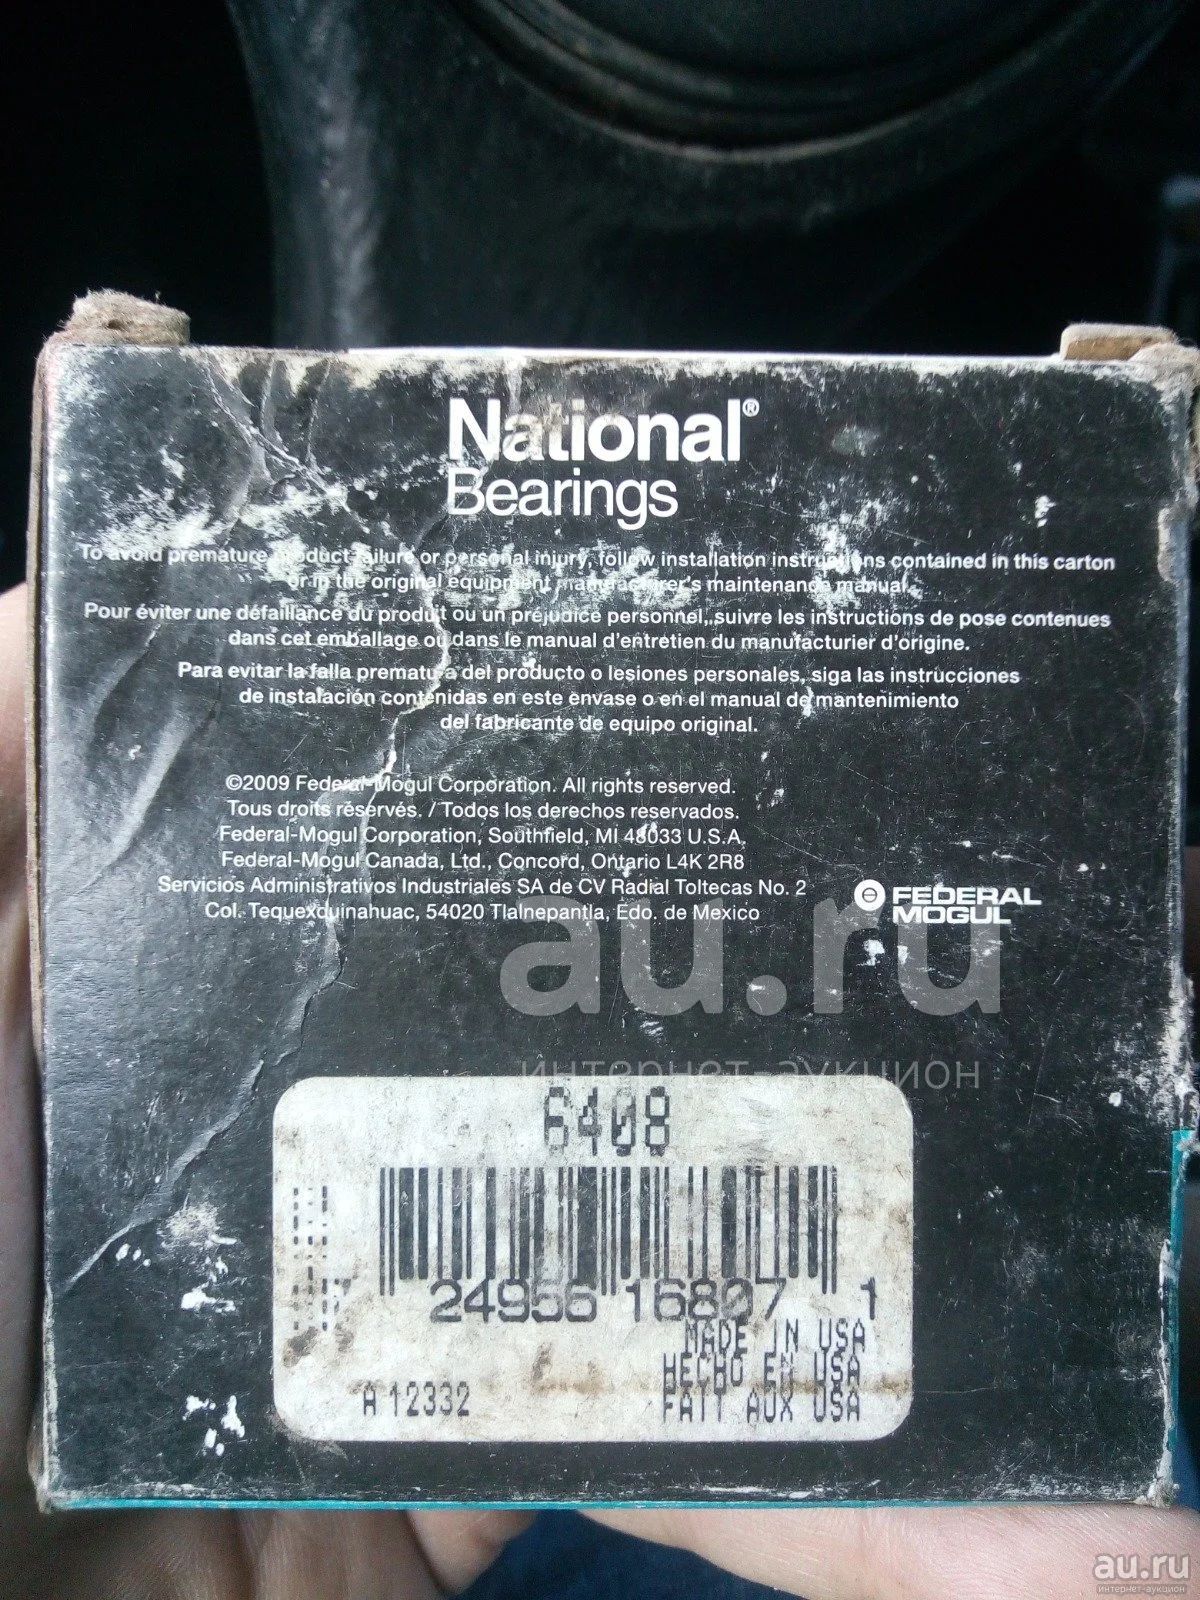 National®
Bearings
To avoid premature product failure or personal injury, follow installation instructions contained in this carton
or in the original equipment manufacturer's maintenance manual.
Pour éviter une défaillance du produit ou un préjudice personnel, suivre les instructions de pose contenues
dans cet emballage ou dans le manuel d'entretien du manufacturier d'origine.
Para evitar la falla prematura del producto o lesiones personales, siga las instrucciones
de instalación contenidas en este envase o en el manual de mantenimiento
del fabricante de equipo original.
©2009 Federal-Mogul Corporation. All rights reserved.
Tous droits réservés. / Todos los derechos reservados.
Federal-Mogul Corporation, Southfield, MI 48033 U.S.A.
Federal-Mogul Canada, Ltd., Concord, Ontario L4K 2R8
Servicios Administrativos Industriales SA de CV Radial Toltecas No. 2
Col. Tequexquinahuac, 54020 Tlalnepantla, Edo. de Mexico
FEDERAL
MOGUL
au.ru
интернет-аукцион
6408
24956 16807 1
MADE IN USA
HECHO EN USA
FAIT AUX USA
A 12332
au.ru
интернет-аукцион